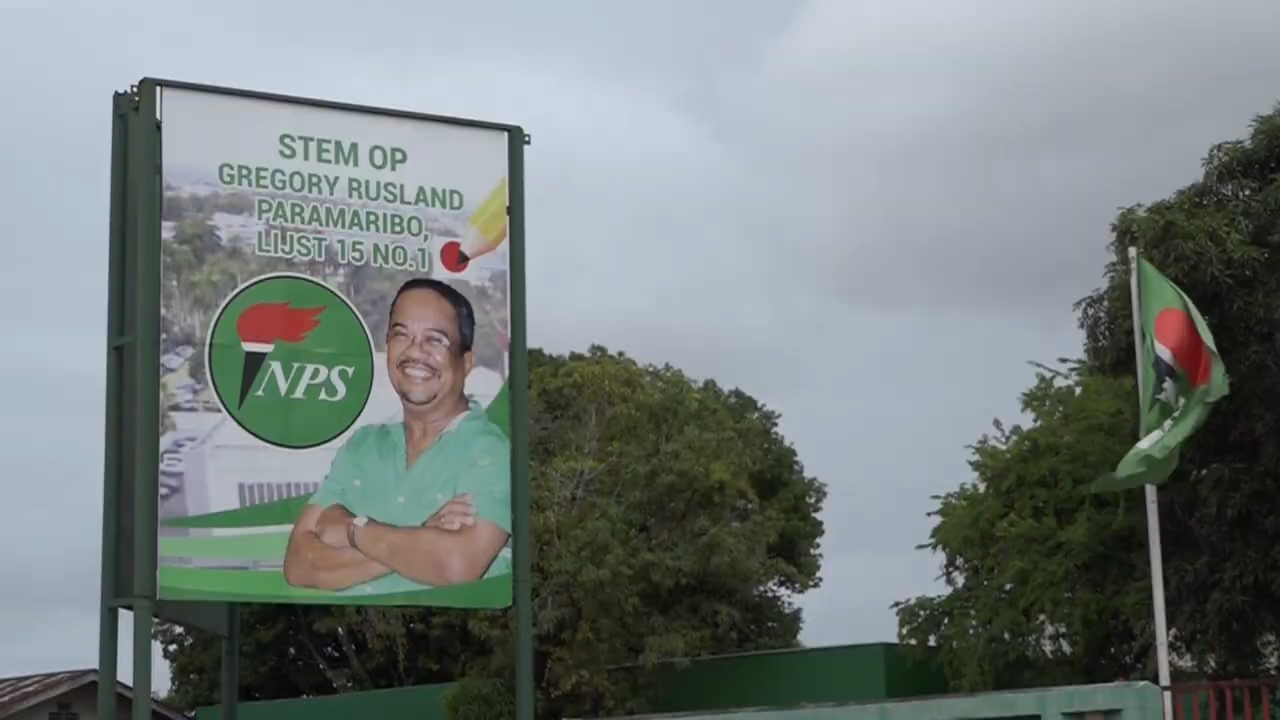 STEM OP
GREGORY RUSLAND
PARAMARIBO,
LIJST 15 NO.1
NPS